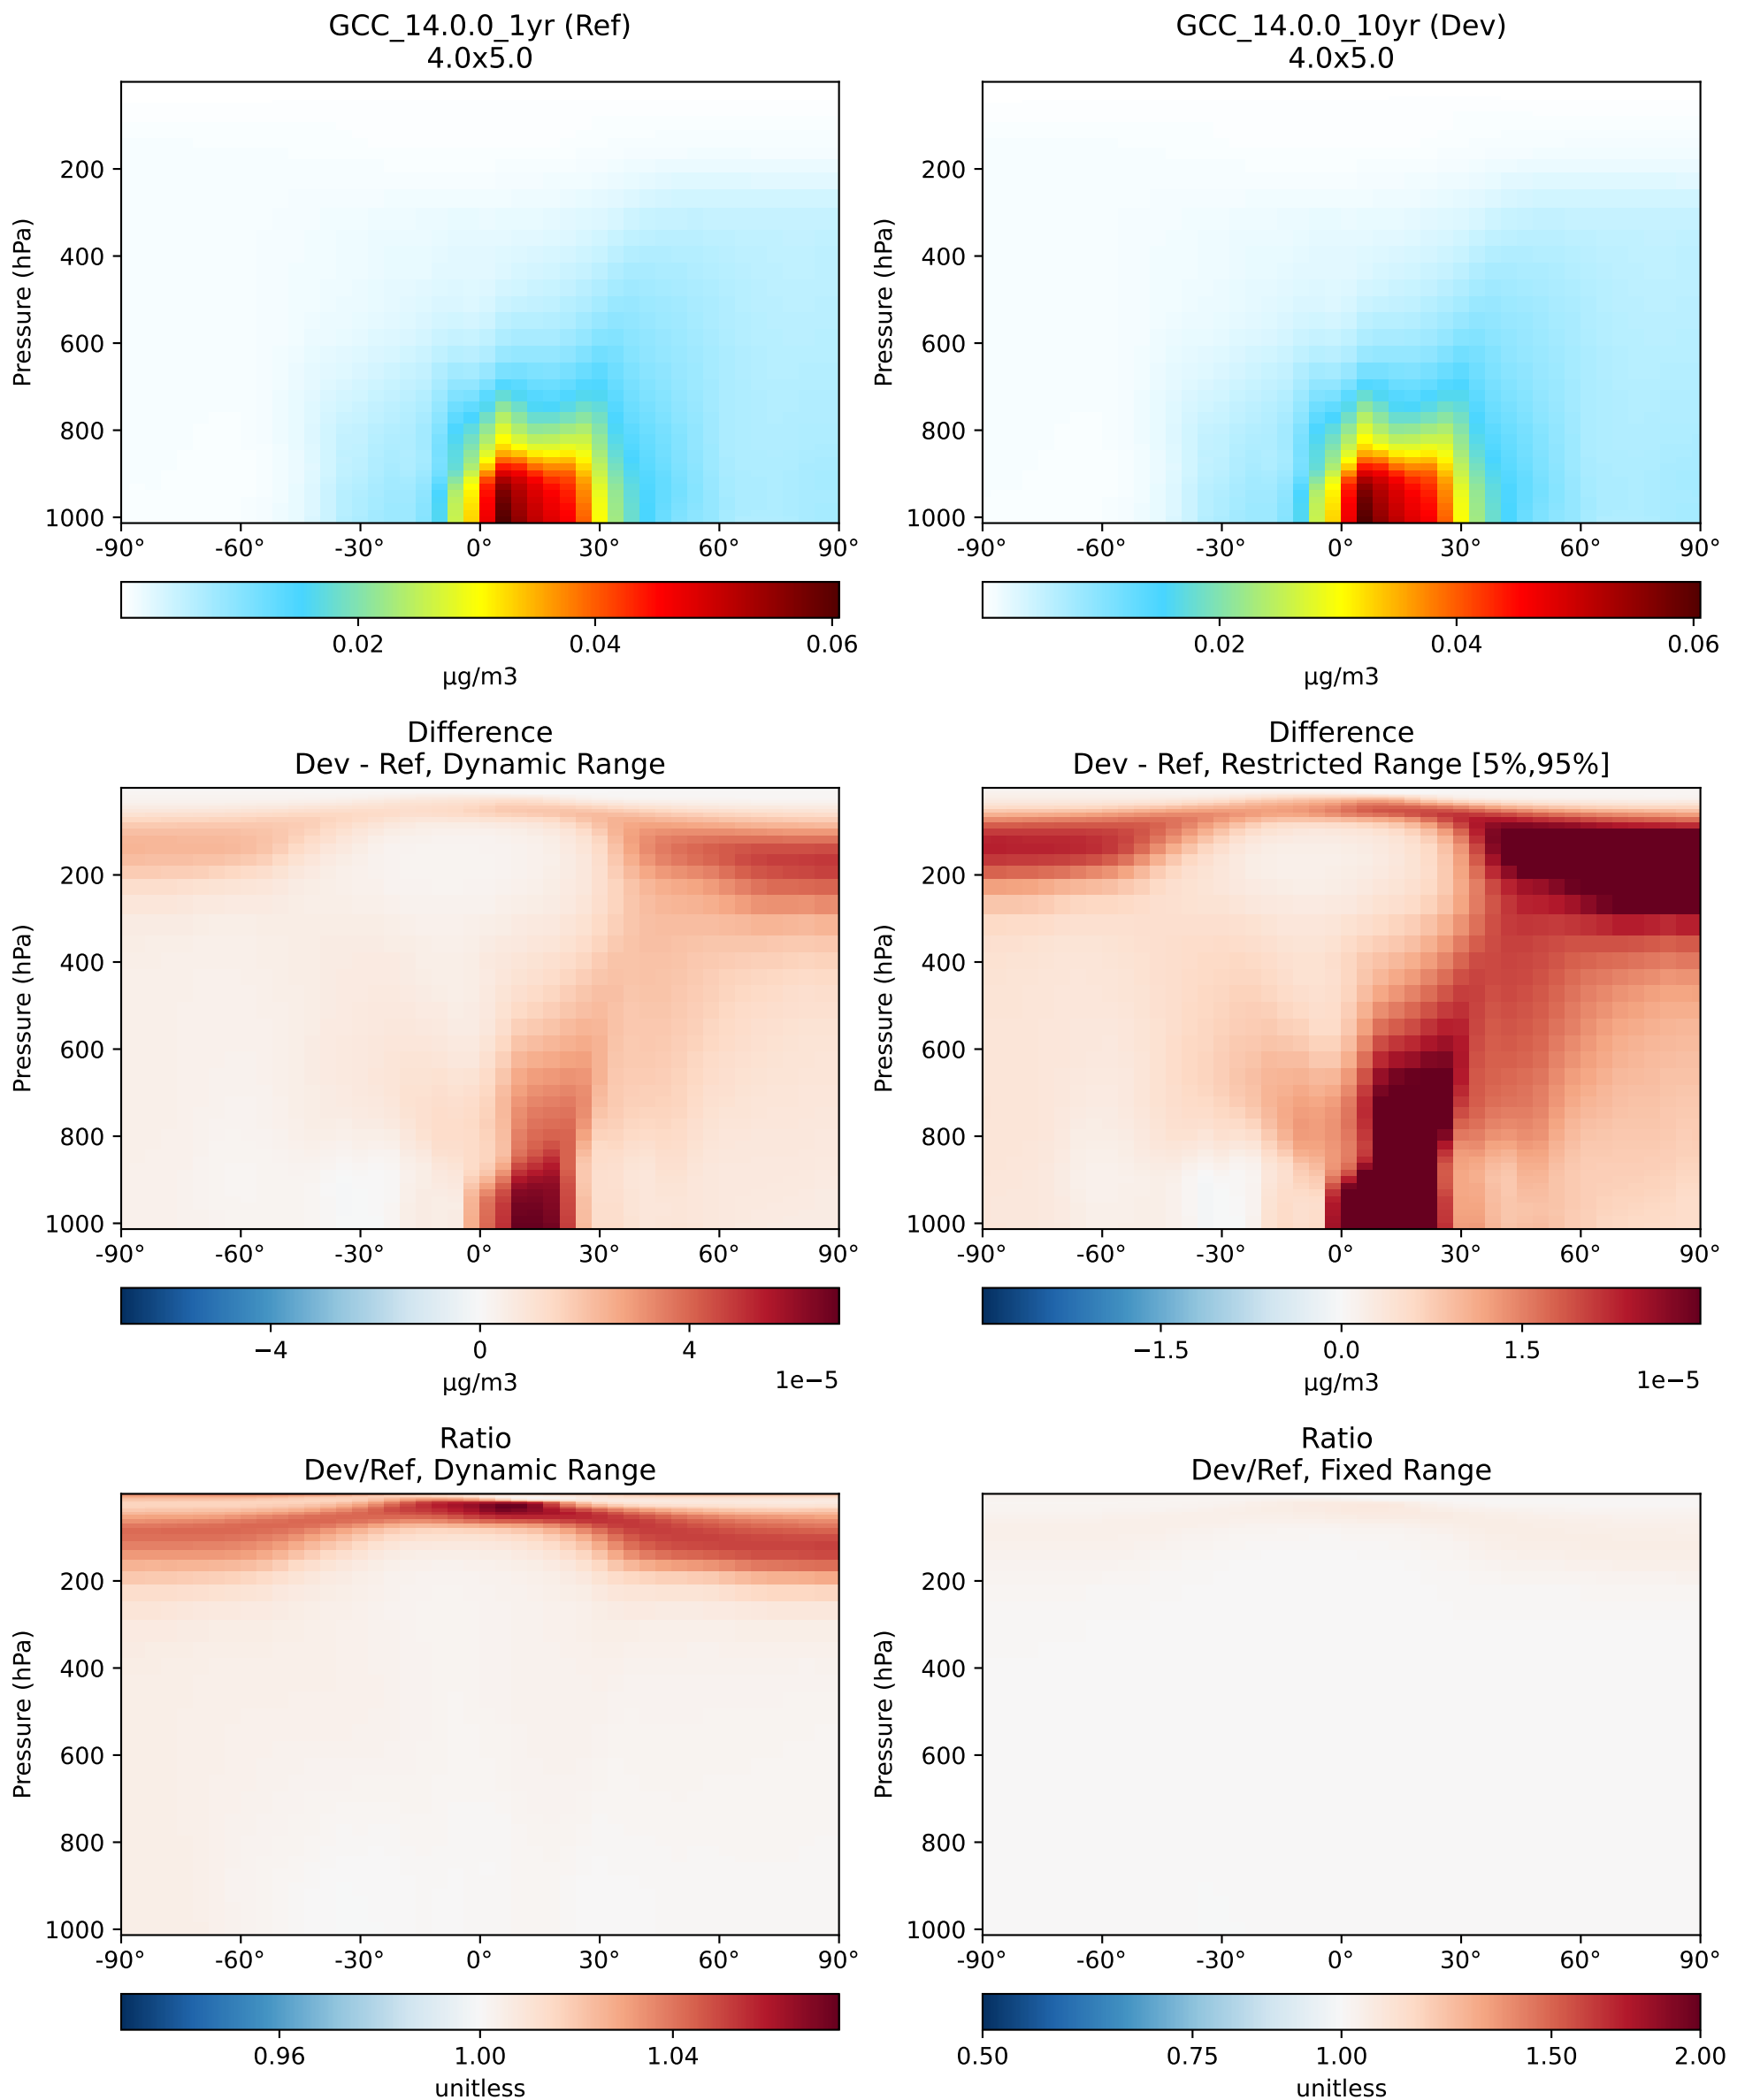 GCC_14.0.0_1yr (Ref)
4.0x5.0
Pressure (hPa)
200
400
600
800
1000
-90° -60° -30° 0° 30° 60° 90°
0.02 0.04 0.06
µg/m3
GCC_14.0.0_10yr (Dev)
4.0x5.0
Pressure (hPa)
200
400
600
800
1000
-90° -60° -30° 0° 30° 60° 90°
0.02 0.04 0.06
µg/m3
Difference
Dev - Ref, Dynamic Range
Pressure (hPa)
200
400
600
800
1000
-90° -60° -30° 0° 30° 60° 90°
−4 0 4
µg/m3 1e−5
Difference
Dev - Ref, Restricted Range [5%,95%]
Pressure (hPa)
200
400
600
800
1000
-90° -60° -30° 0° 30° 60° 90°
−1.5 0.0 1.5
µg/m3 1e−5
Ratio
Dev/Ref, Dynamic Range
Pressure (hPa)
200
400
600
800
1000
-90° -60° -30° 0° 30° 60° 90°
0.96 1.00 1.04
unitless
Ratio
Dev/Ref, Fixed Range
Pressure (hPa)
200
400
600
800
1000
-90° -60° -30° 0° 30° 60° 90°
0.50 0.75 1.00 1.50 2.00
unitless